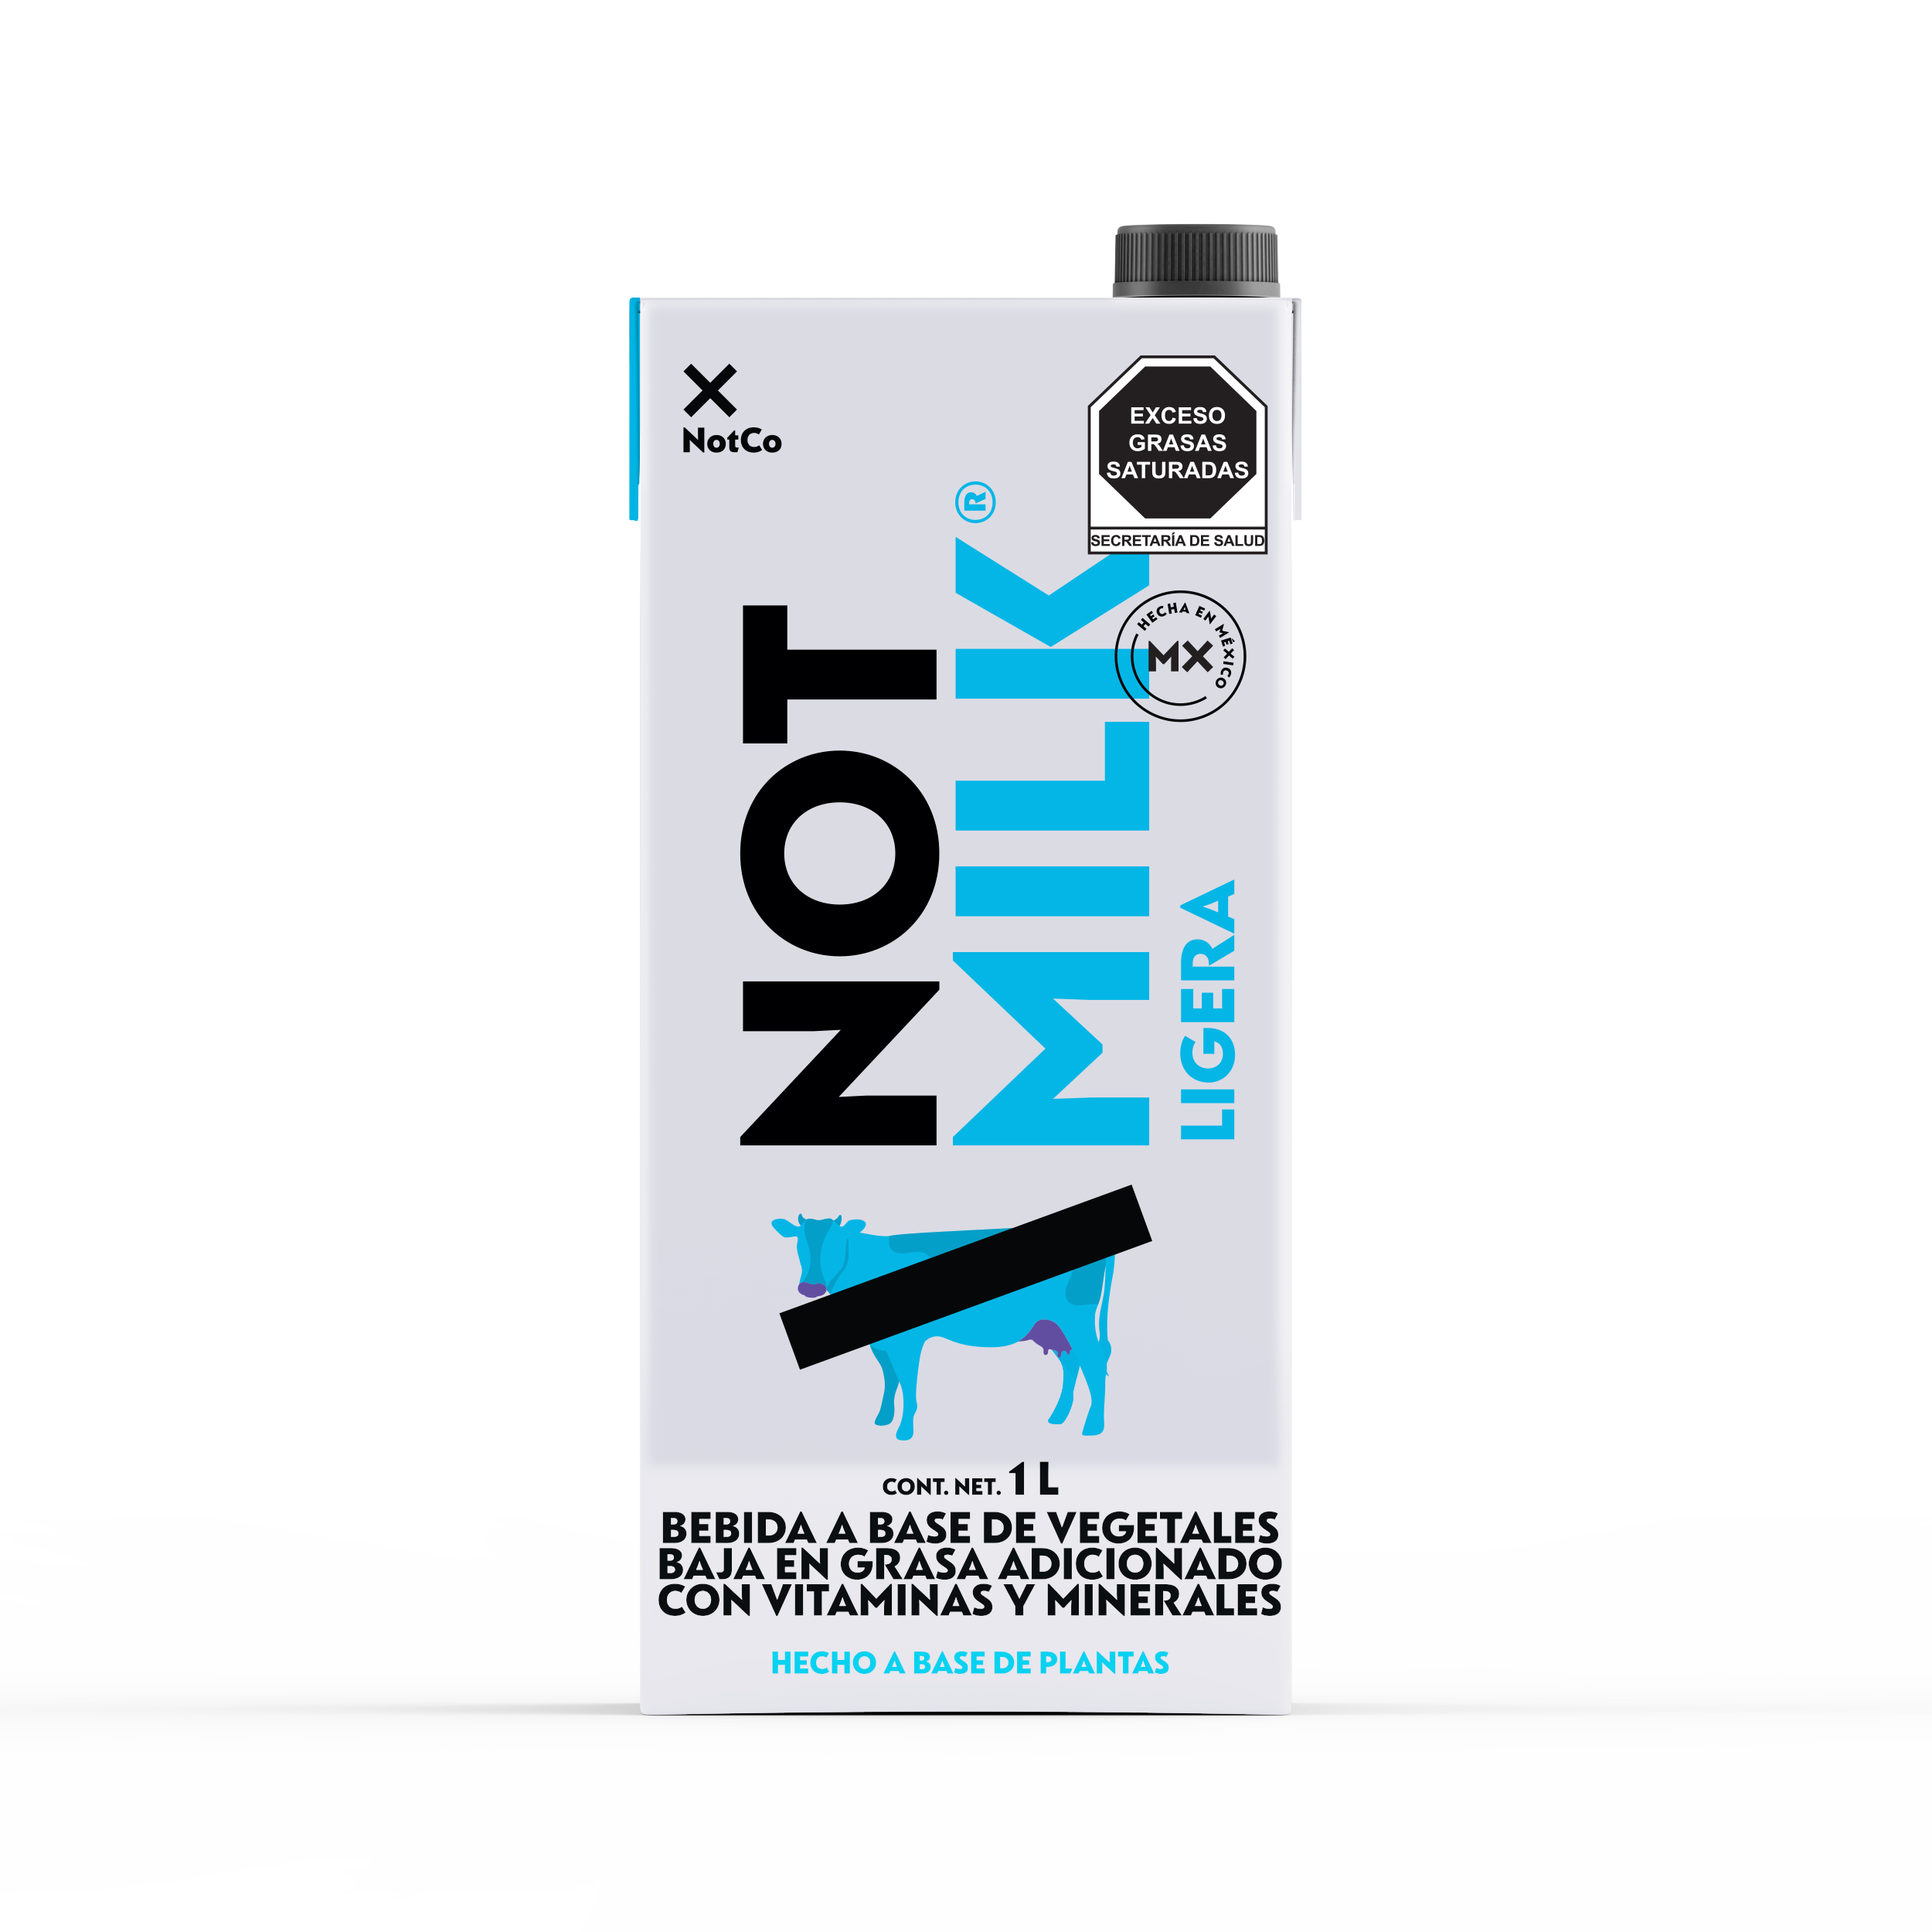 NotCo
EXCESO
GRASAS
SATURADAS
SECRETARÍA DE SALUD
NOT
MILK®
HECHA EN MÉXICO
MX
LIGERA
CONT. NET. 1 L
BEBIDA A BASE DE VEGETALES
BAJA EN GRASA ADICIONADO
CON VITAMINAS Y MINERALES
HECHO A BASE DE PLANTAS